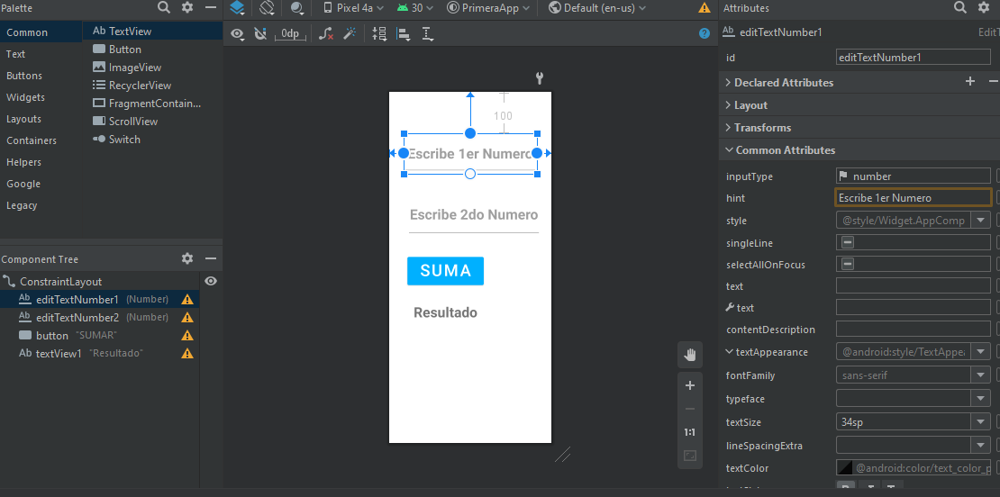 Palette
Common
Text
Buttons
Widgets
Layouts
Containers
Helpers
Google
Legacy
Ab TextView
Button
ImageView
RecyclerView
FragmentContain...
ScrollView
Switch
Component Tree
ConstraintLayout
Ab editTextNumber1 (Number)
Ab editTextNumber2 (Number)
button "SUMAR"
Ab textView1 "Resultado"
Pixel 4a
30
PrimeraApp
Default (en-us)
0dp
100
Escribe 1er Numero
Escribe 2do Numero
SUMA
Resultado
1:1
Attributes
Ab editTextNumber1
id editTextNumber1
Declared Attributes
Layout
Transforms
Common Attributes
inputType number
hint Escribe 1er Numero
style @style/Widget.AppComp
singleLine
selectAllOnFocus
text
text
contentDescription
textAppearance @android:style/TextAppea
fontFamily sans-serif
typeface
textSize 34sp
lineSpacingExtra
textColor @android:color/text_color_p